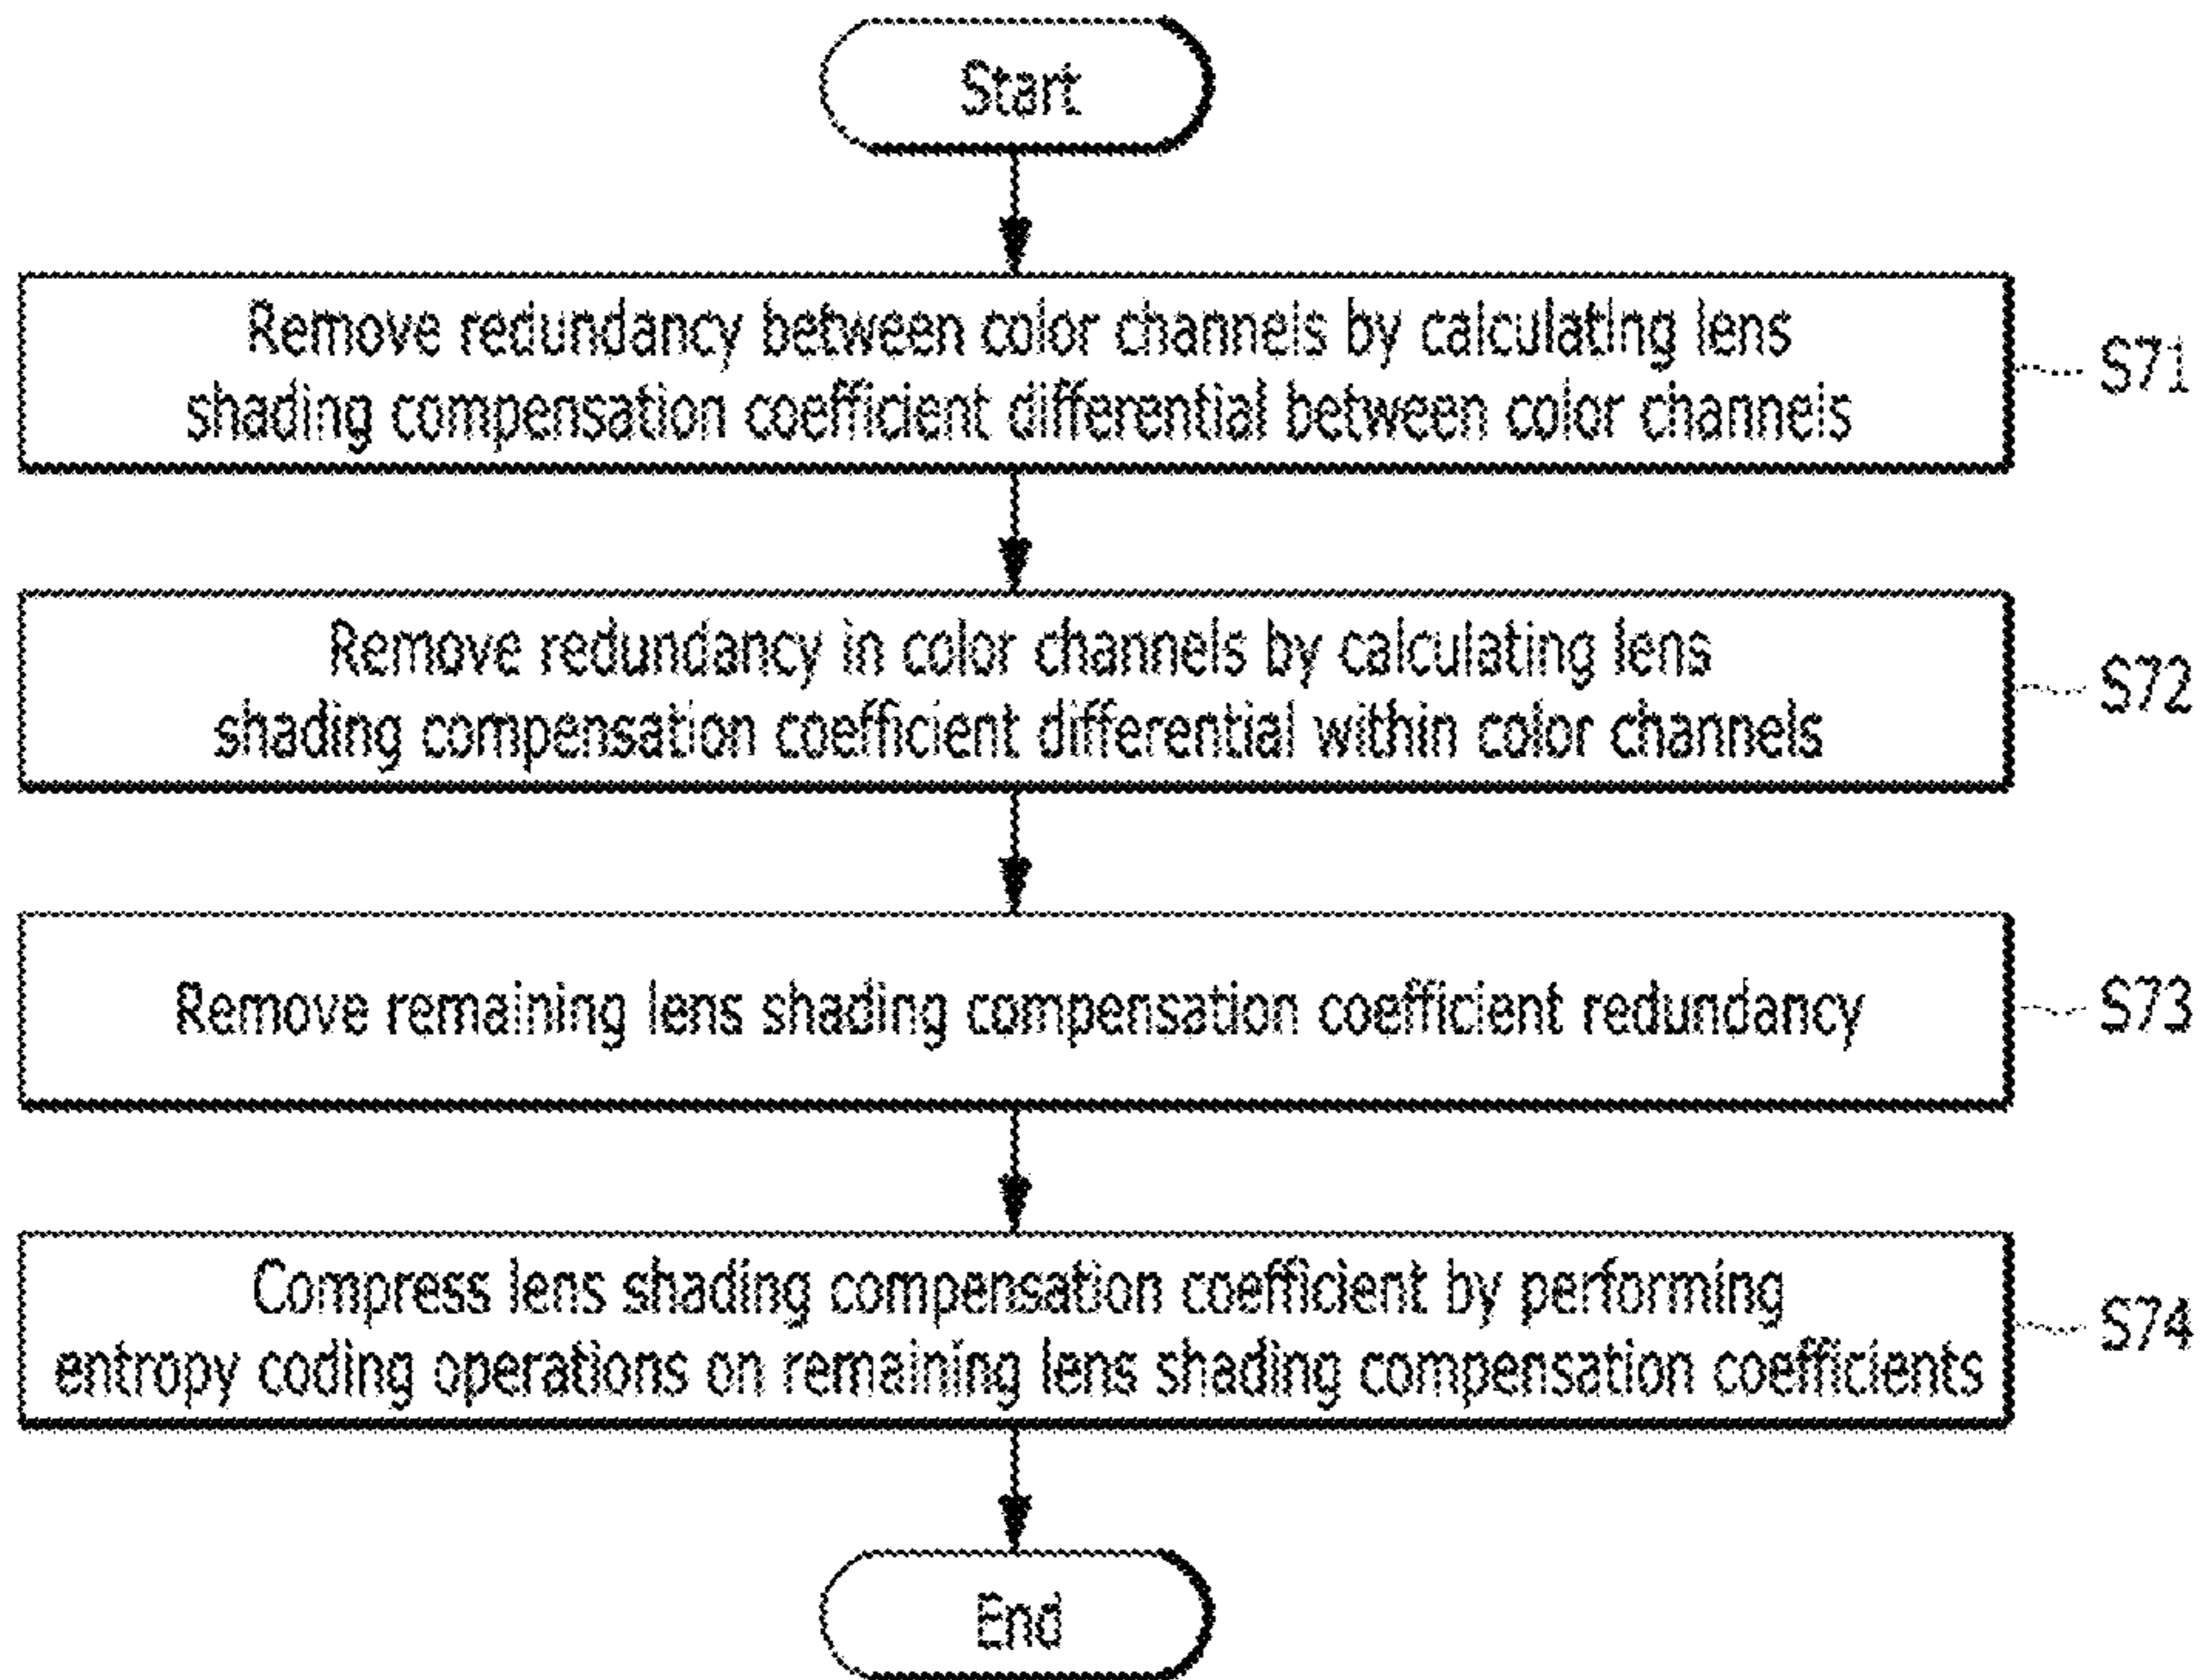 Start
Remove redundancy between color channels by calculating lens
shading compensation coefficient differential between color channels
S71
Remove redundancy in color channels by calculating lens
shading compensation coefficient differential within color channels
S72
Remove remaining lens shading compensation coefficient redundancy
S73
Compress lens shading compensation coefficient by performing
entropy coding operations on remaining lens shading compensation coefficients
S74
End